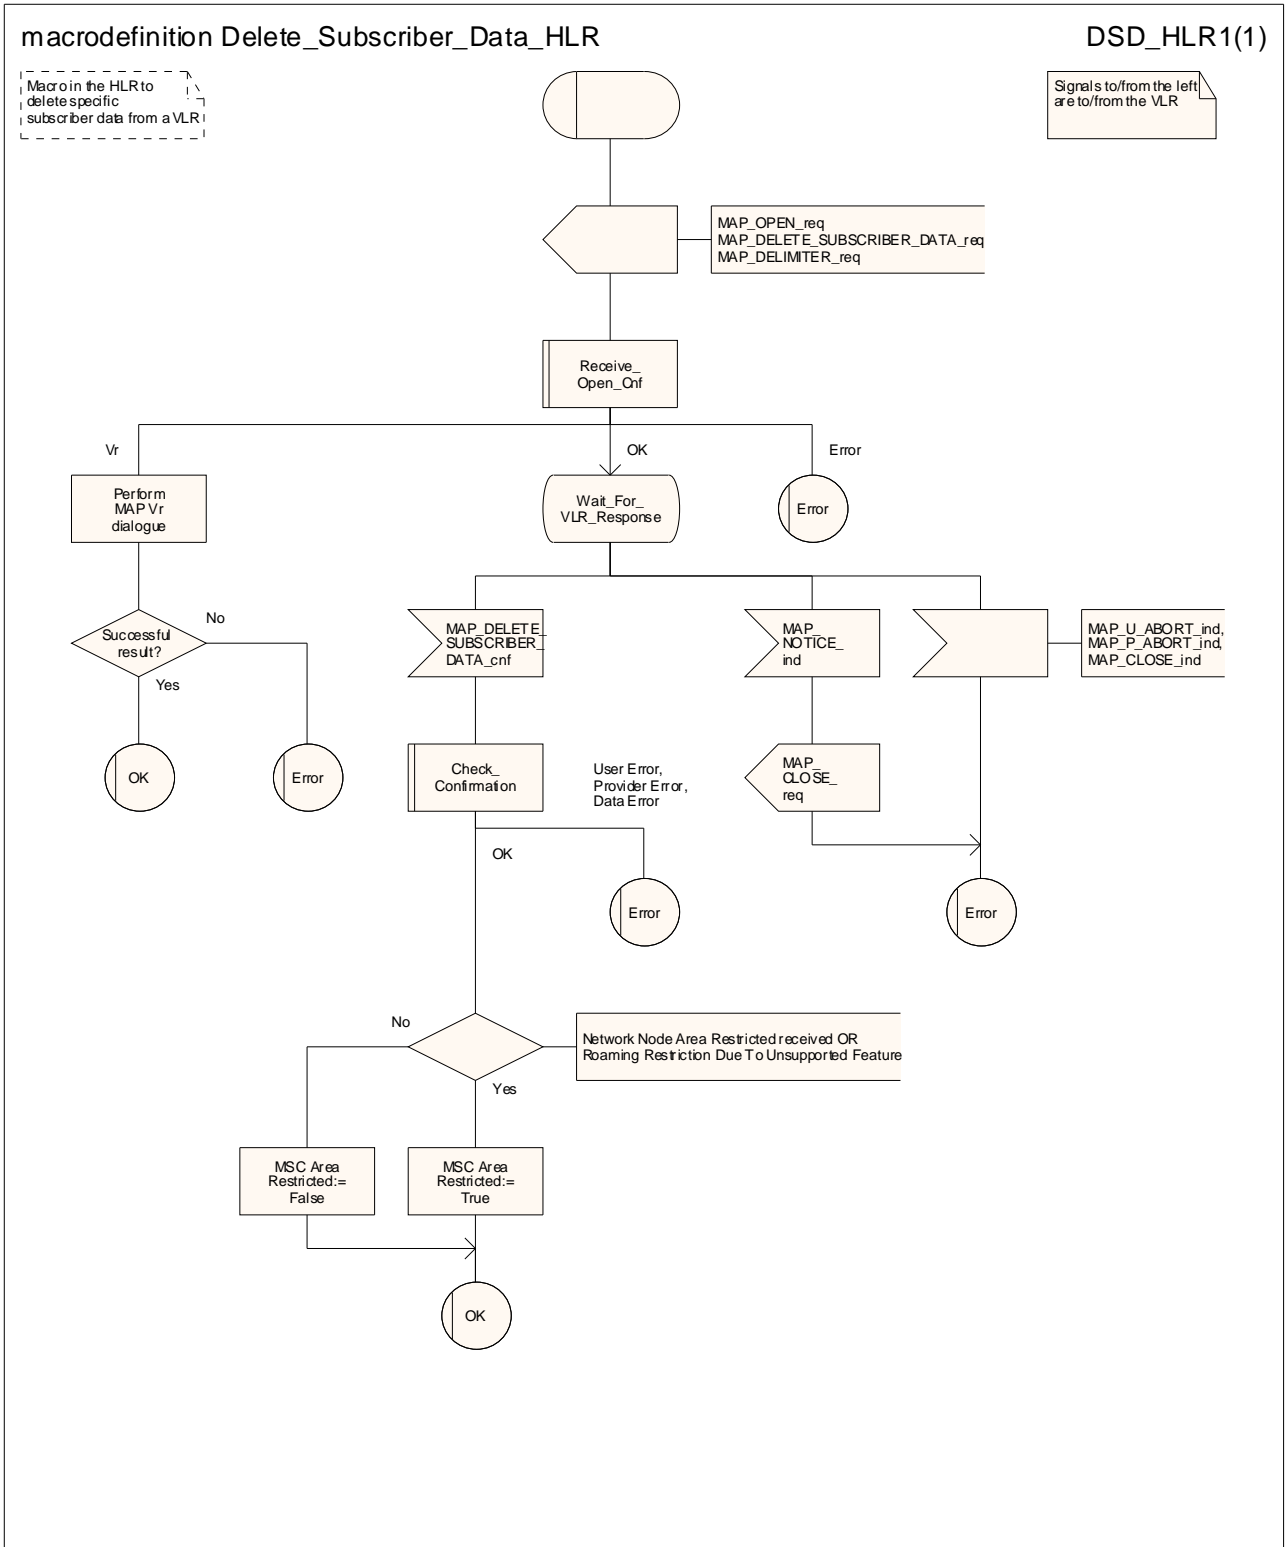 macrodefinition Delete_Subscriber_Data_HLR
DSD_HLR1(1)
Macro in the HLR to
delete specific
subscriber data from a VLR
Signals to/from the left
are to/from the VLR
MAP_OPEN_req
MAP_DELETE_SUBSCRIBER_DATA_req
MAP_DELIMITER_req
Receive_
Open_Cnf
Vr
OK
Error
Perform
MAP Vr
dialogue
Wait_For_
VLR_Response
Error
Successful
result?
No
Yes
MAP_DELETE_
SUBSCRIBER_
DATA_cnf
MAP_
NOTICE_
ind
MAP_U_ABORT_ind,
MAP_P_ABORT_ind,
MAP_CLOSE_ind
OK
Error
Check_
Confirmation
User Error,
Provider Error,
Data Error
MAP_
CLOSE_
req
OK
Error
Error
No
Network Node Area Restricted received OR
Roaming Restriction Due To Unsupported Feature
Yes
MSC Area
Restricted:=
False
MSC Area
Restricted:=
True
OK